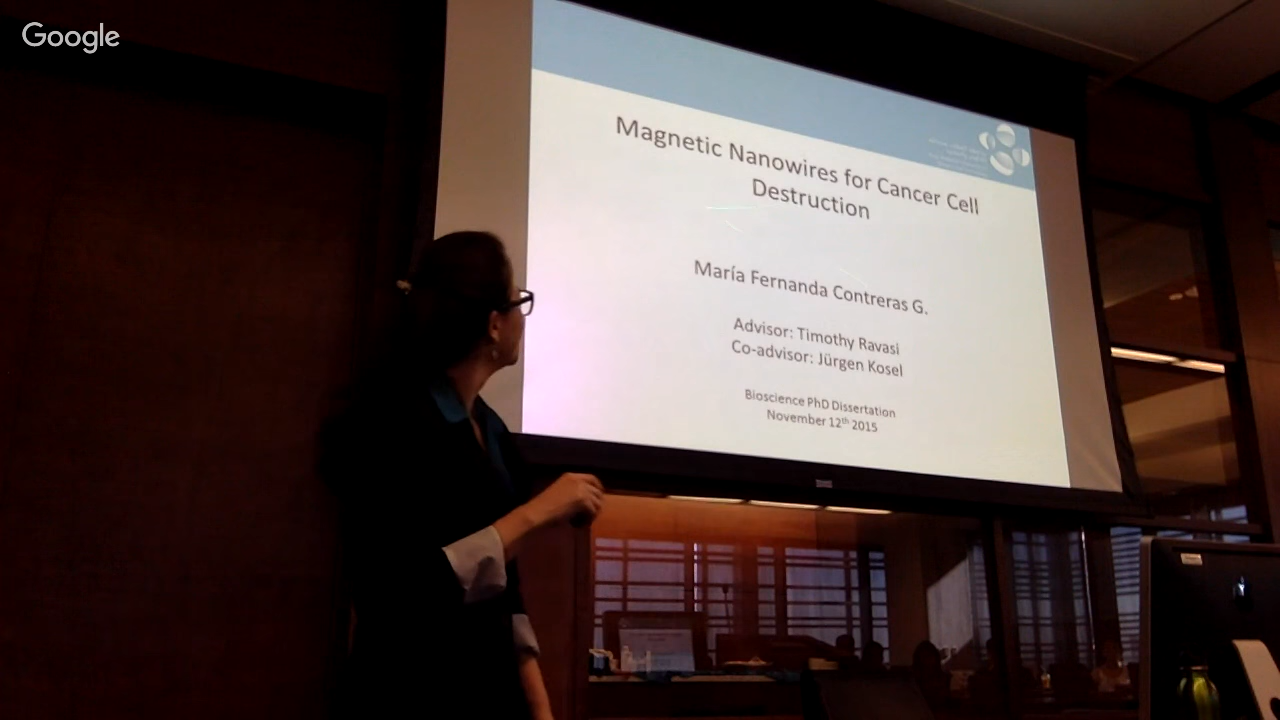 Google
Magnetic Nanowires for Cancer Cell
Destruction
María Fernanda Contreras G.
Advisor: Timothy Ravasi
Co-advisor: Jürgen Kosel
Bioscience PhD Dissertation
November 12th 2015